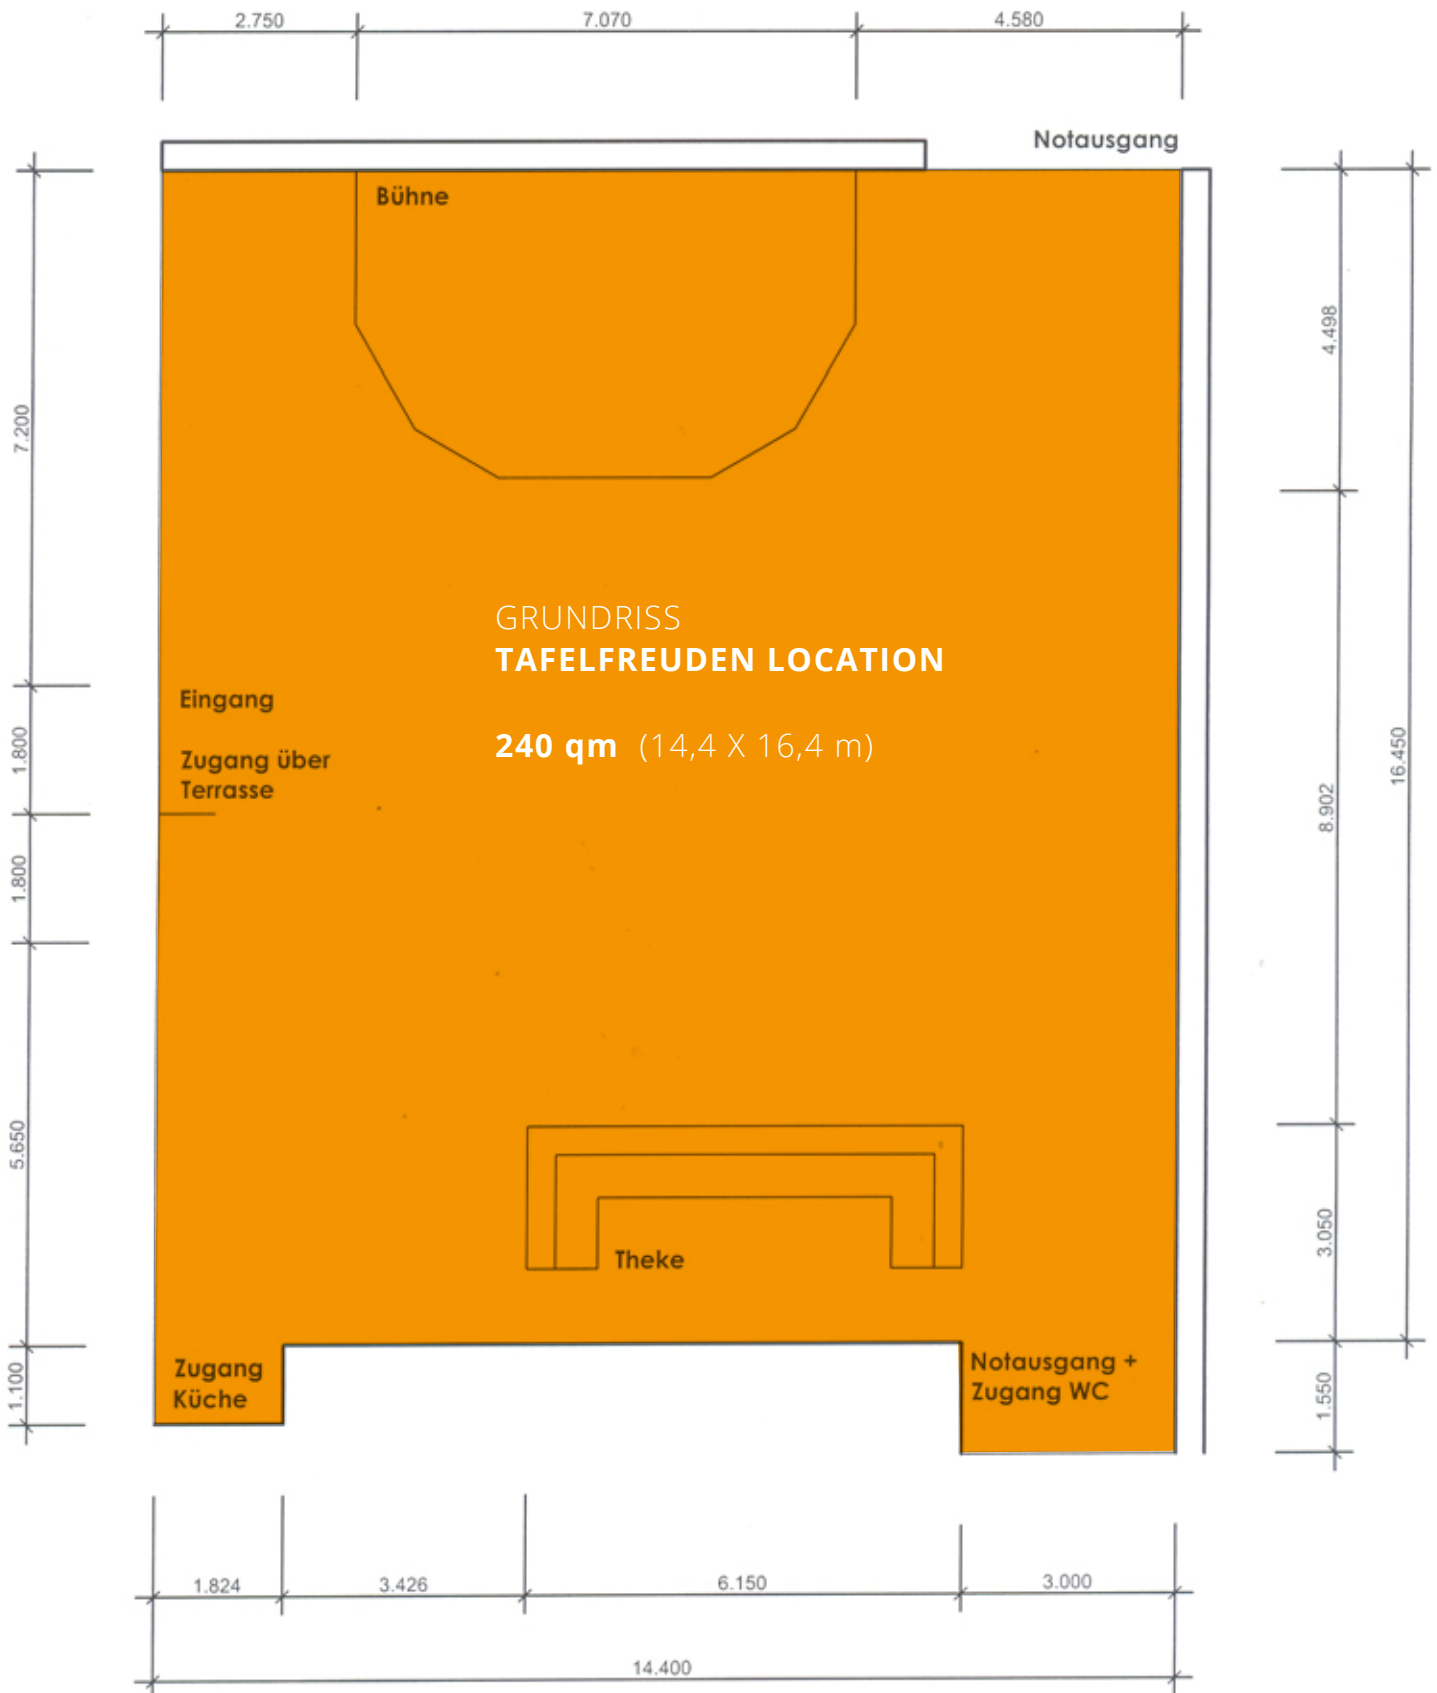 2.750 7.070 4.580
Notausgang
Bühne
4.498
7.200
GRUNDRISS
TAFELFREUDEN LOCATION
Eingang
240 qm (14,4 X 16,4 m)
1.800
Zugang über
Terrasse
16.450
8.902
1.800
5.650
3.050
Theke
Zugang
Küche
Notausgang +
Zugang WC
1.100
1.550
1.824 3.426 6.150 3.000
14.400